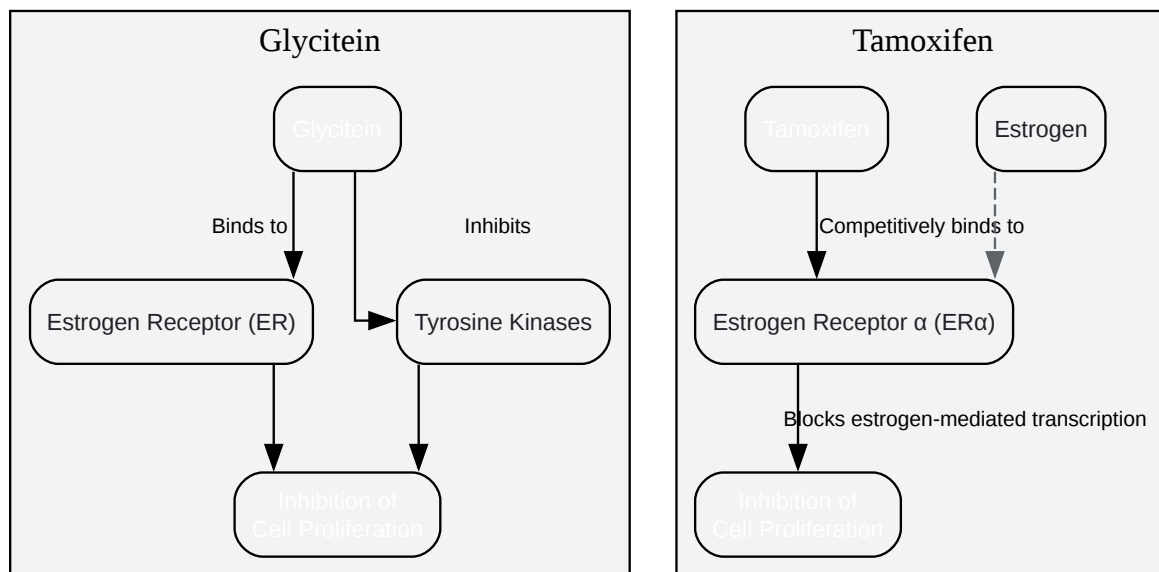 Glycitein
Glycitein
Binds to
Inhibits
Estrogen Receptor (ER)
Tyrosine Kinases
Inhibition of
Cell Proliferation
Tamoxifen
Tamoxifen
Estrogen
Competitively binds to
Estrogen Receptor α (ERα)
Blocks estrogen-mediated transcription
Inhibition of
Cell Proliferation